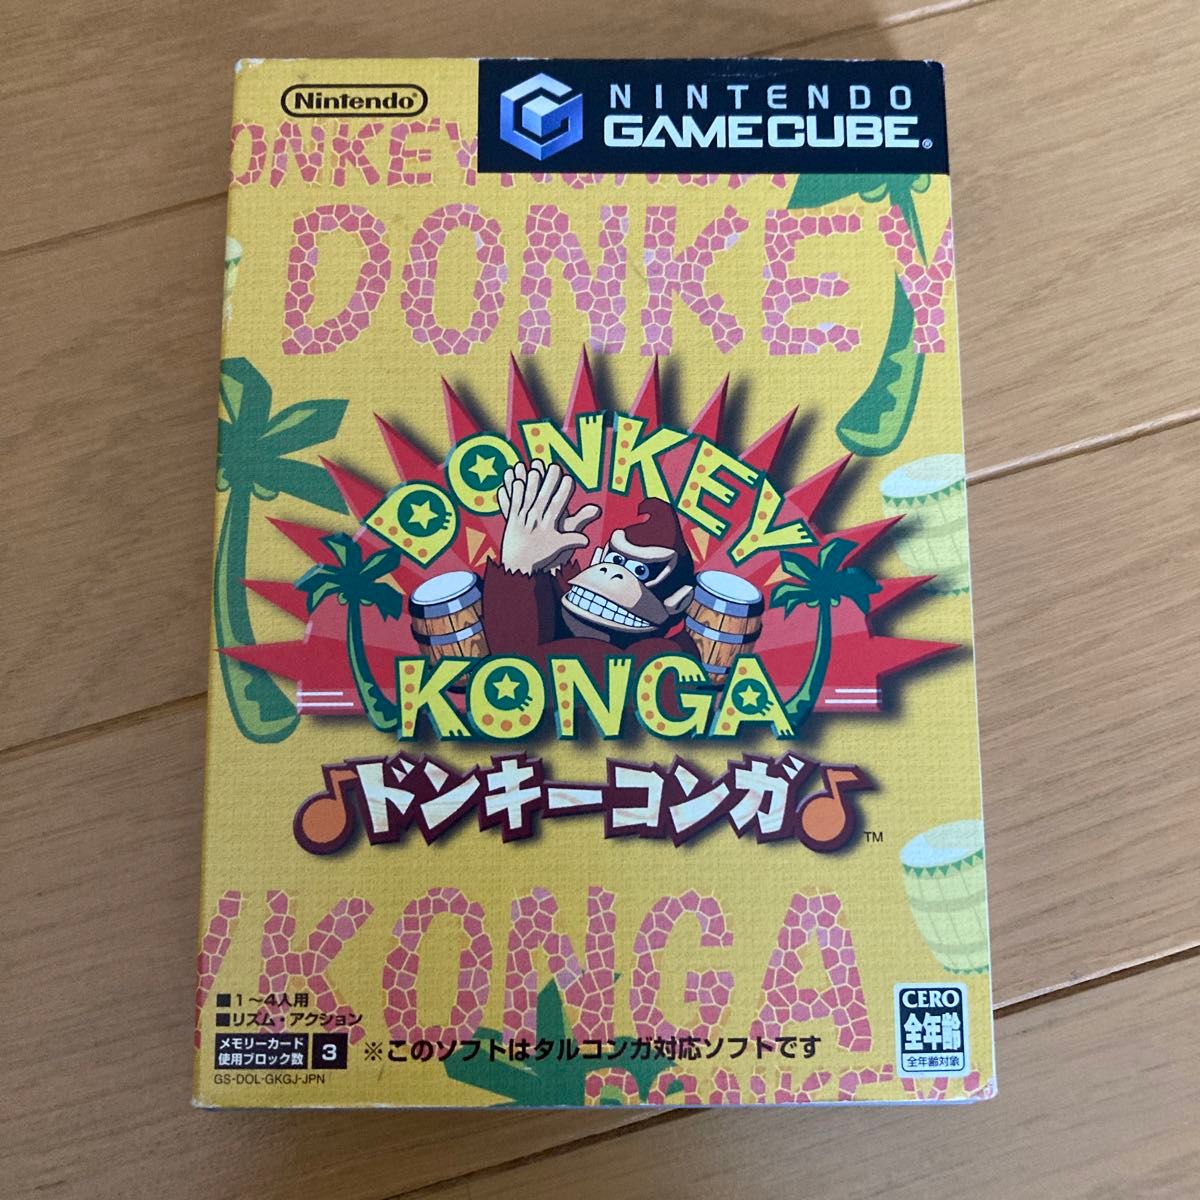 Nintendo®
NINTENDO
GAMECUBE®
ONKEY KONGA
DONKEY
DONKEY
KONGA
♪ドンキーコンガ♪
TM
YKONGA
■1～4人用
■リズム・アクション
メモリーカード
使用ブロック数 3
※このソフトはタルコンガ対応ソフトです
GS-DOL-GKGJ-JPN
CERO
全年齢
全年齢対象
DONKEY